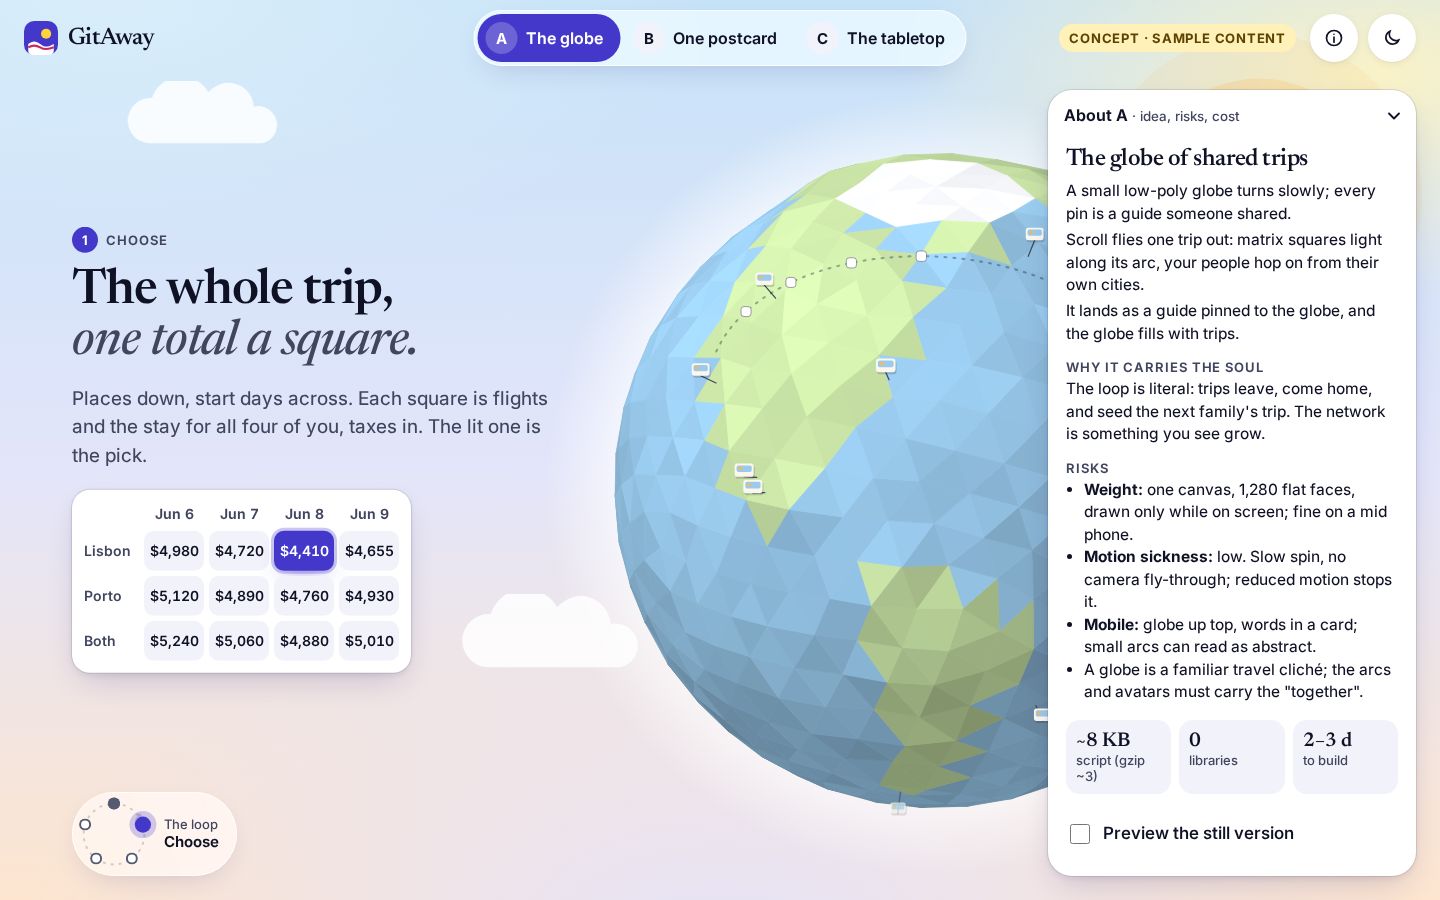 GitAway
A The globe
B One postcard
C The tabletop
CONCEPT · SAMPLE CONTENT
1 CHOOSE
The whole trip,
one total a square.
Places down, start days across. Each square is flights
and the stay for all four of you, taxes in. The lit one is
the pick.
Jun 6 Jun 7 Jun 8 Jun 9
Lisbon $4,980 $4,720 $4,410 $4,655
Porto $5,120 $4,890 $4,760 $4,930
Both $5,240 $5,060 $4,880 $5,010
The loop
Choose
About A · idea, risks, cost
The globe of shared trips
A small low-poly globe turns slowly; every
pin is a guide someone shared.
Scroll flies one trip out: matrix squares light
along its arc, your people hop on from their
own cities.
It lands as a guide pinned to the globe, and
the globe fills with trips.
WHY IT CARRIES THE SOUL
The loop is literal: trips leave, come home,
and seed the next family's trip. The network
is something you see grow.
RISKS
• Weight: one canvas, 1,280 flat faces,
drawn only while on screen; fine on a mid
phone.
• Motion sickness: low. Slow spin, no
camera fly-through; reduced motion stops
it.
• Mobile: globe up top, words in a card;
small arcs can read as abstract.
• A globe is a familiar travel cliché; the arcs
and avatars must carry the "together".
~8 KB
script (gzip
~3)
0
libraries
2–3 d
to build
Preview the still version